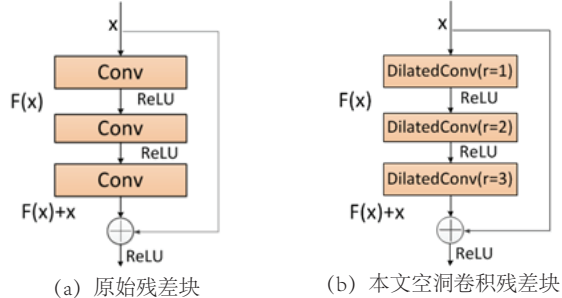 x
Conv
ReLU
F(x)
Conv
ReLU
Conv
F(x)+x
ReLU
(a) 原始残差块
x
DilatedConv(r=1)
ReLU
F(x)
DilatedConv(r=2)
ReLU
DilatedConv(r=3)
F(x)+x
ReLU
(b) 本文空洞卷积残差块